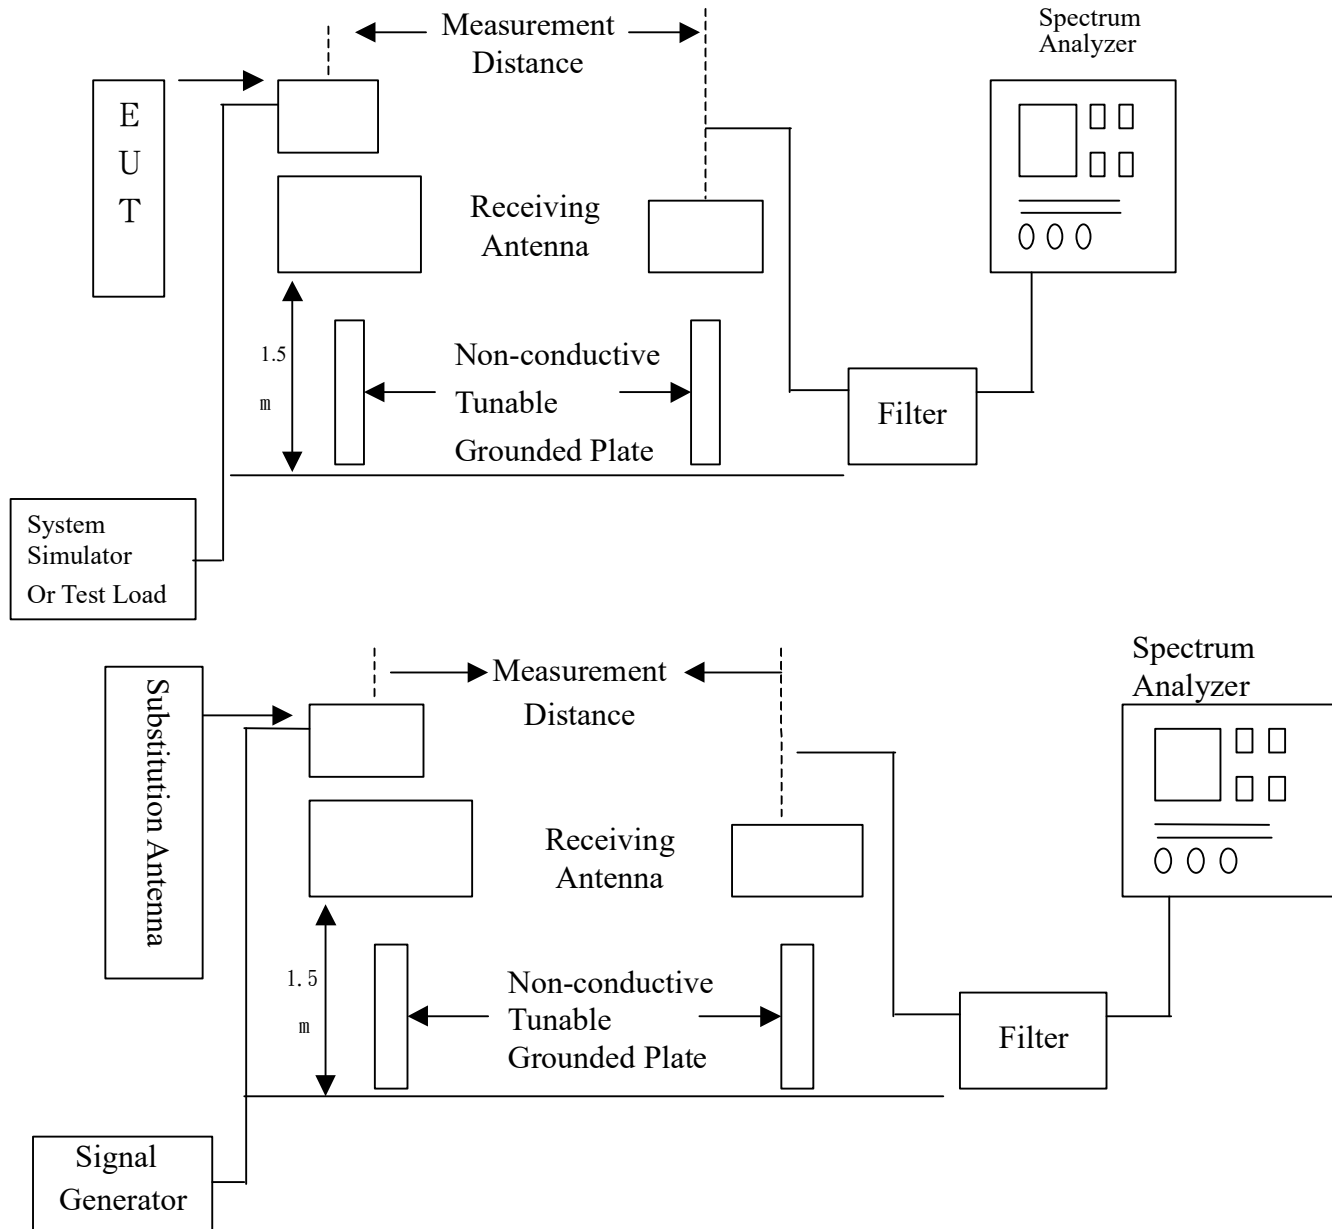 Measurement
Distance
Spectrum
Analyzer
E
U
T
Receiving
Antenna
1.5
m
Non-conductive
Tunable
Grounded Plate
Filter
System
Simulator
Or Test Load
Measurement
Distance
Spectrum
Analyzer
Substitution Antenna
Receiving
Antenna
1.5
m
Non-conductive
Tunable
Grounded Plate
Filter
Signal
Generator